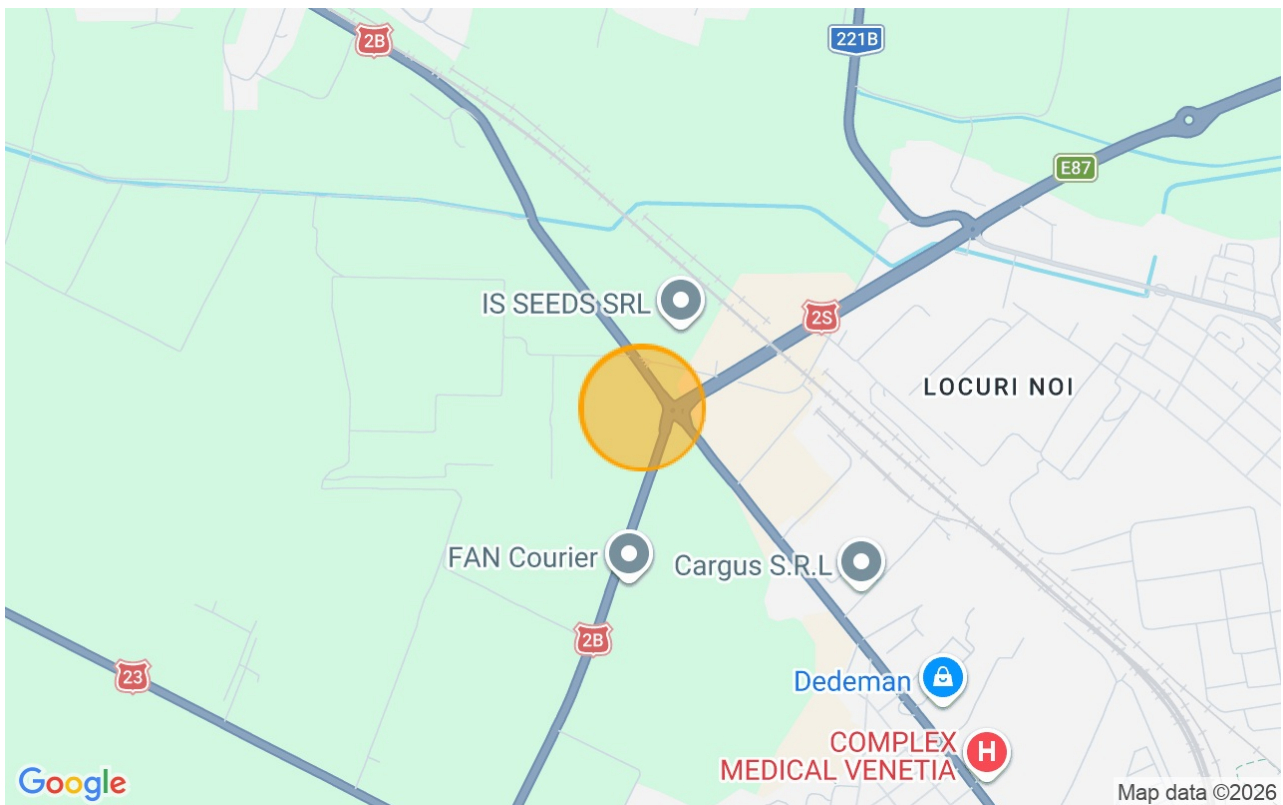 2B
221B
E87
IS SEEDS SRL
2S
LOCURI NOI
FAN Courier
Cargus S.R.L
2B
23
Dedeman
COMPLEX
MEDICAL VENETIA
H
Google
Map data ©2026